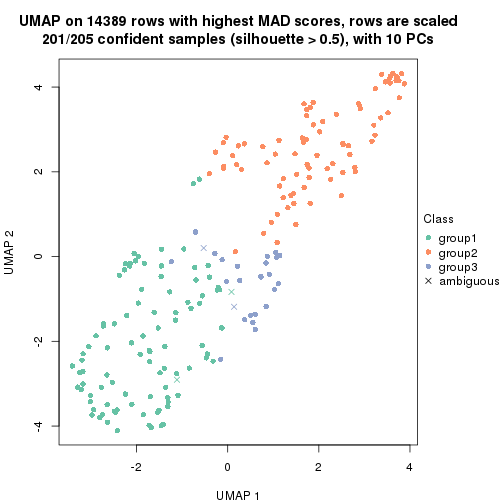 UMAP on 14389 rows with highest MAD scores, rows are scaled
201/205 confident samples (silhouette > 0.5), with 10 PCs
4
2
0
-2
-4
UMAP 2
-2
0
2
4
UMAP 1
Class
group1
group2
group3
ambiguous